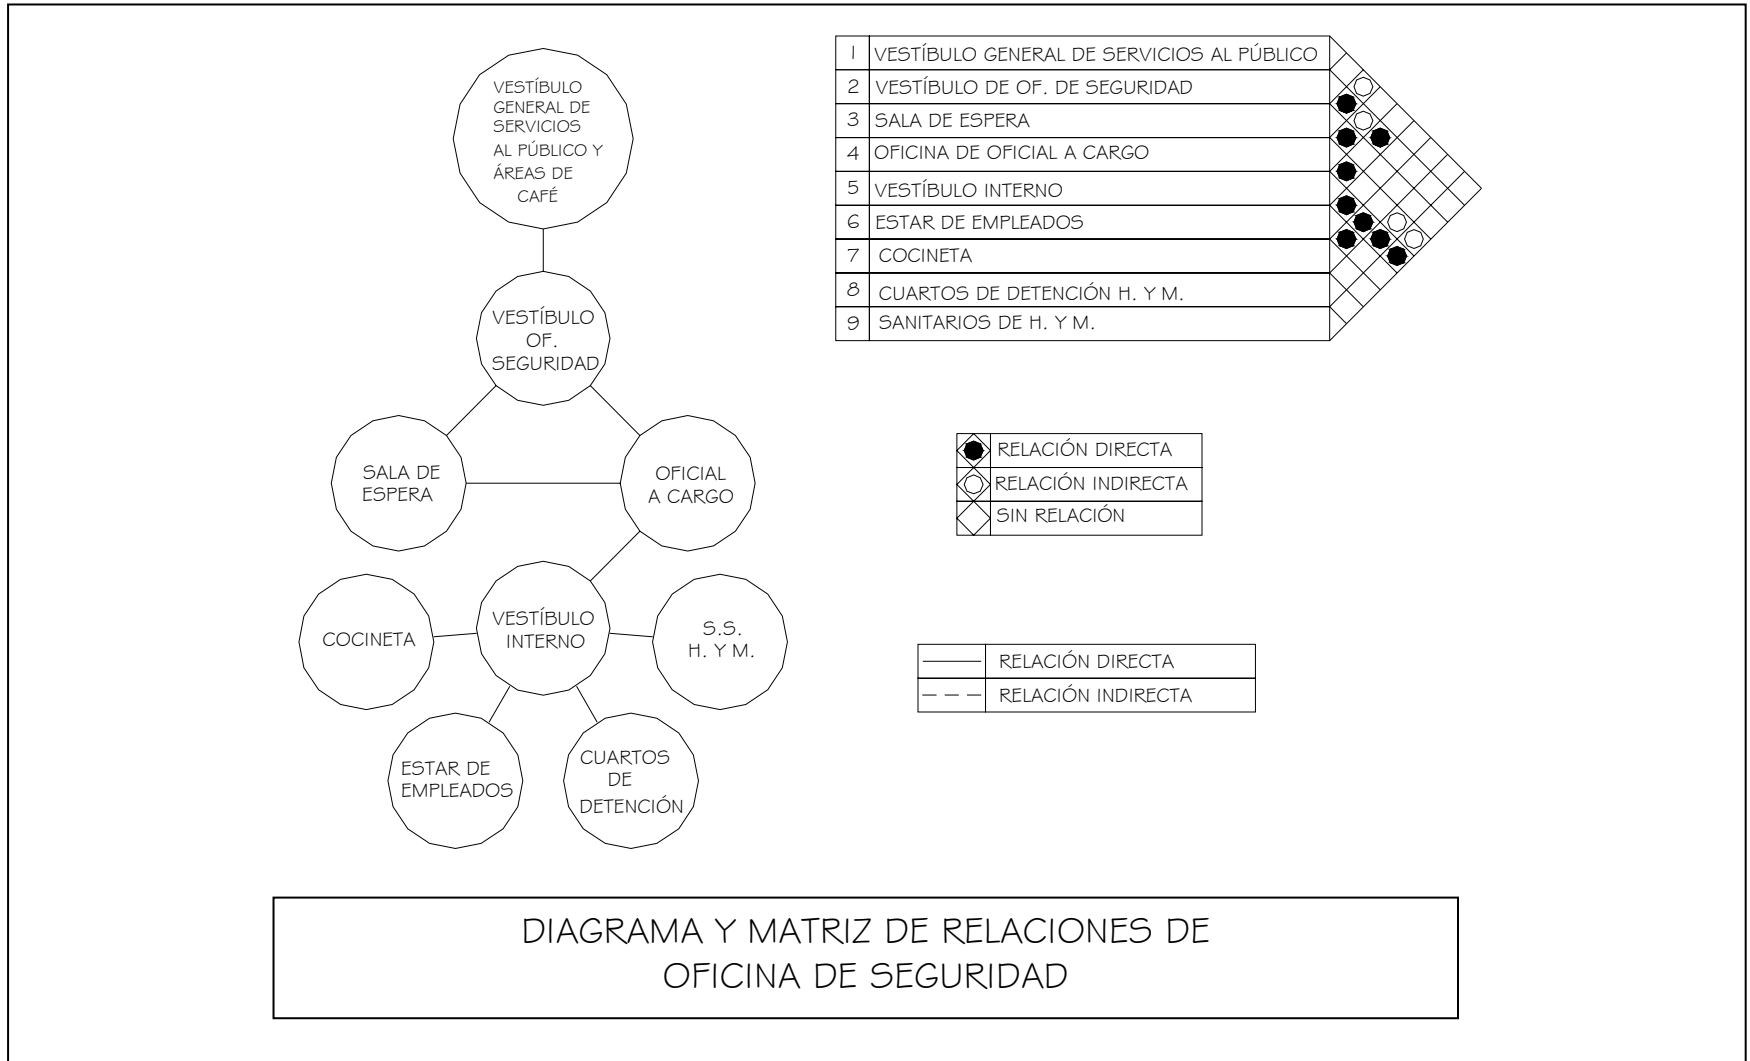 VESTÍBULO
GENERAL DE
SERVICIOS
AL PÚBLICO Y
ÁREAS DE
CAFÉ
VESTÍBULO
OF.
SEGURIDAD
SALA DE
ESPERA
OFICIAL
A CARGO
COCINETA
VESTÍBULO
INTERNO
S.S.
H. Y M.
ESTAR DE
EMPLEADOS
CUARTOS
DE
DETENCIÓN
1 VESTÍBULO GENERAL DE SERVICIOS AL PÚBLICO
2 VESTÍBULO DE OF. DE SEGURIDAD
3 SALA DE ESPERA
4 OFICINA DE OFICIAL A CARGO
5 VESTÍBULO INTERNO
6 ESTAR DE EMPLEADOS
7 COCINETA
8 CUARTOS DE DETENCIÓN H. Y M.
9 SANITARIOS DE H. Y M.
RELACIÓN DIRECTA
RELACIÓN INDIRECTA
SIN RELACIÓN
RELACIÓN DIRECTA
RELACIÓN INDIRECTA
DIAGRAMA Y MATRIZ DE RELACIONES DE
OFICINA DE SEGURIDAD